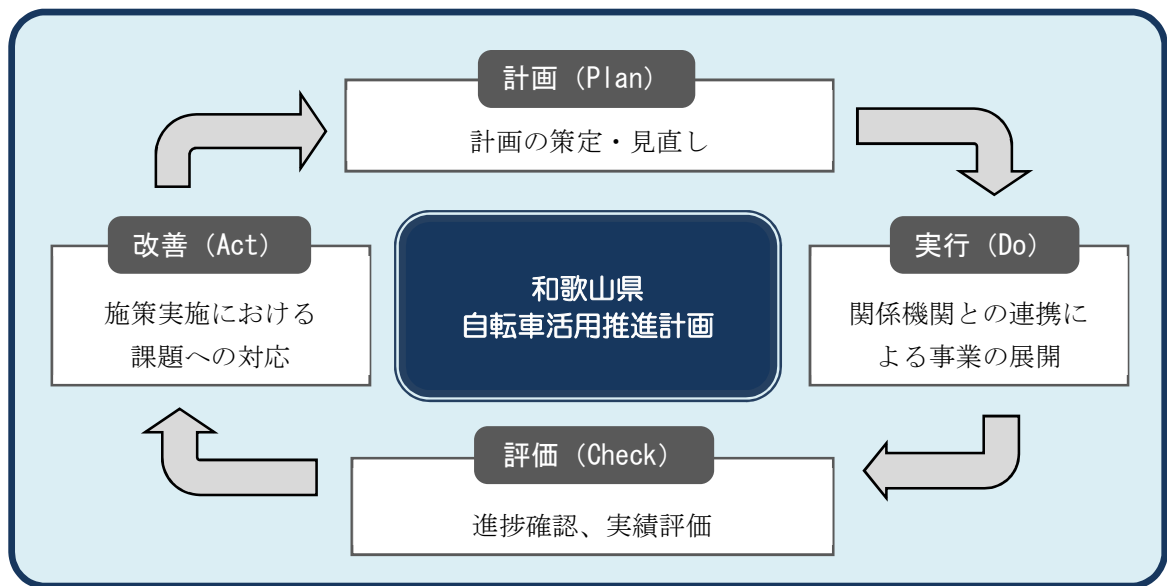 計画（Plan）
計画の策定・見直し
改善（Act）
施策実施における
課題への対応
和歌山県
自転車活用推進計画
実行（Do）
関係機関との連携に
よる事業の展開
評価（Check）
進捗確認、実績評価